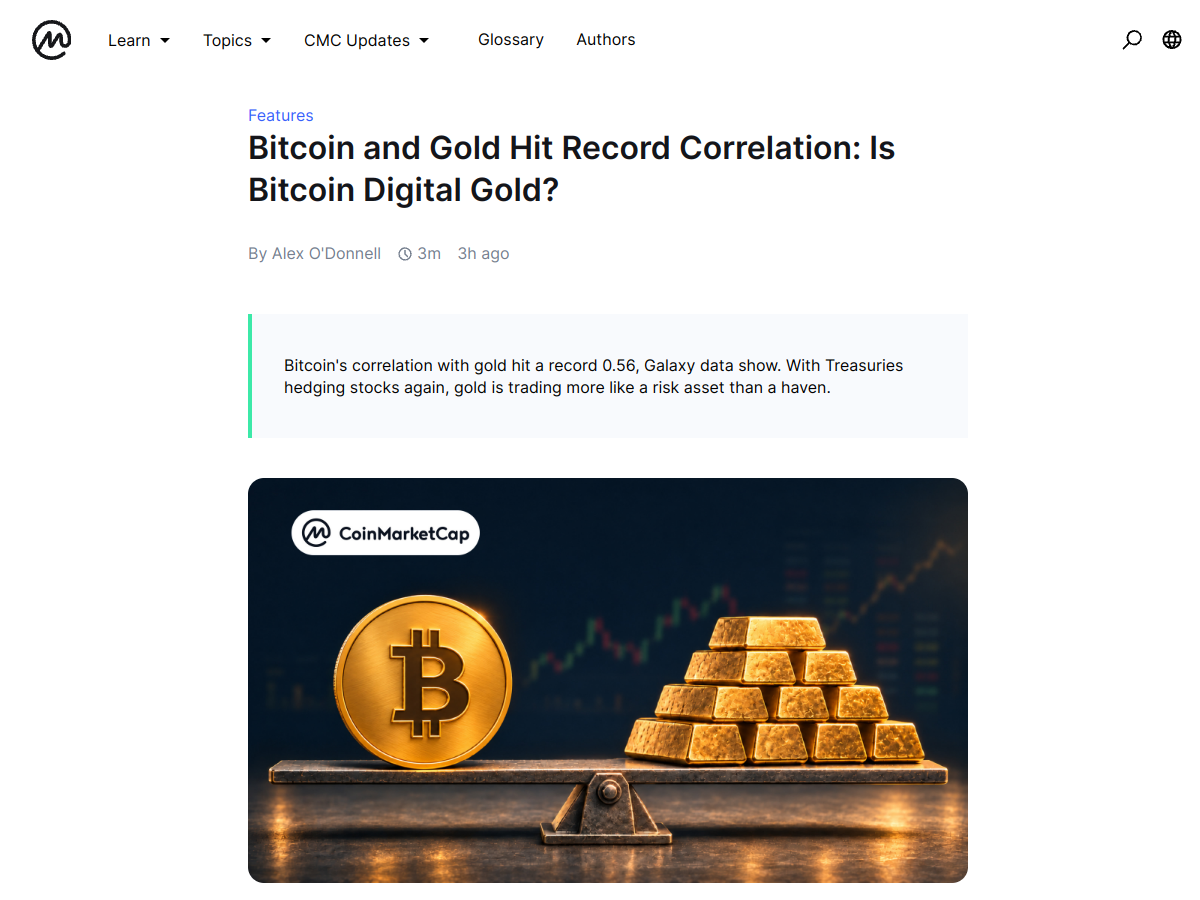 Learn
Topics
CMC Updates
Glossary
Authors
Features
Bitcoin and Gold Hit Record Correlation: Is
Bitcoin Digital Gold?
By Alex O'Donnell
3m
3h ago
Bitcoin's correlation with gold hit a record 0.56, Galaxy data show. With Treasuries
hedging stocks again, gold is trading more like a risk asset than a haven.
CoinMarketCap